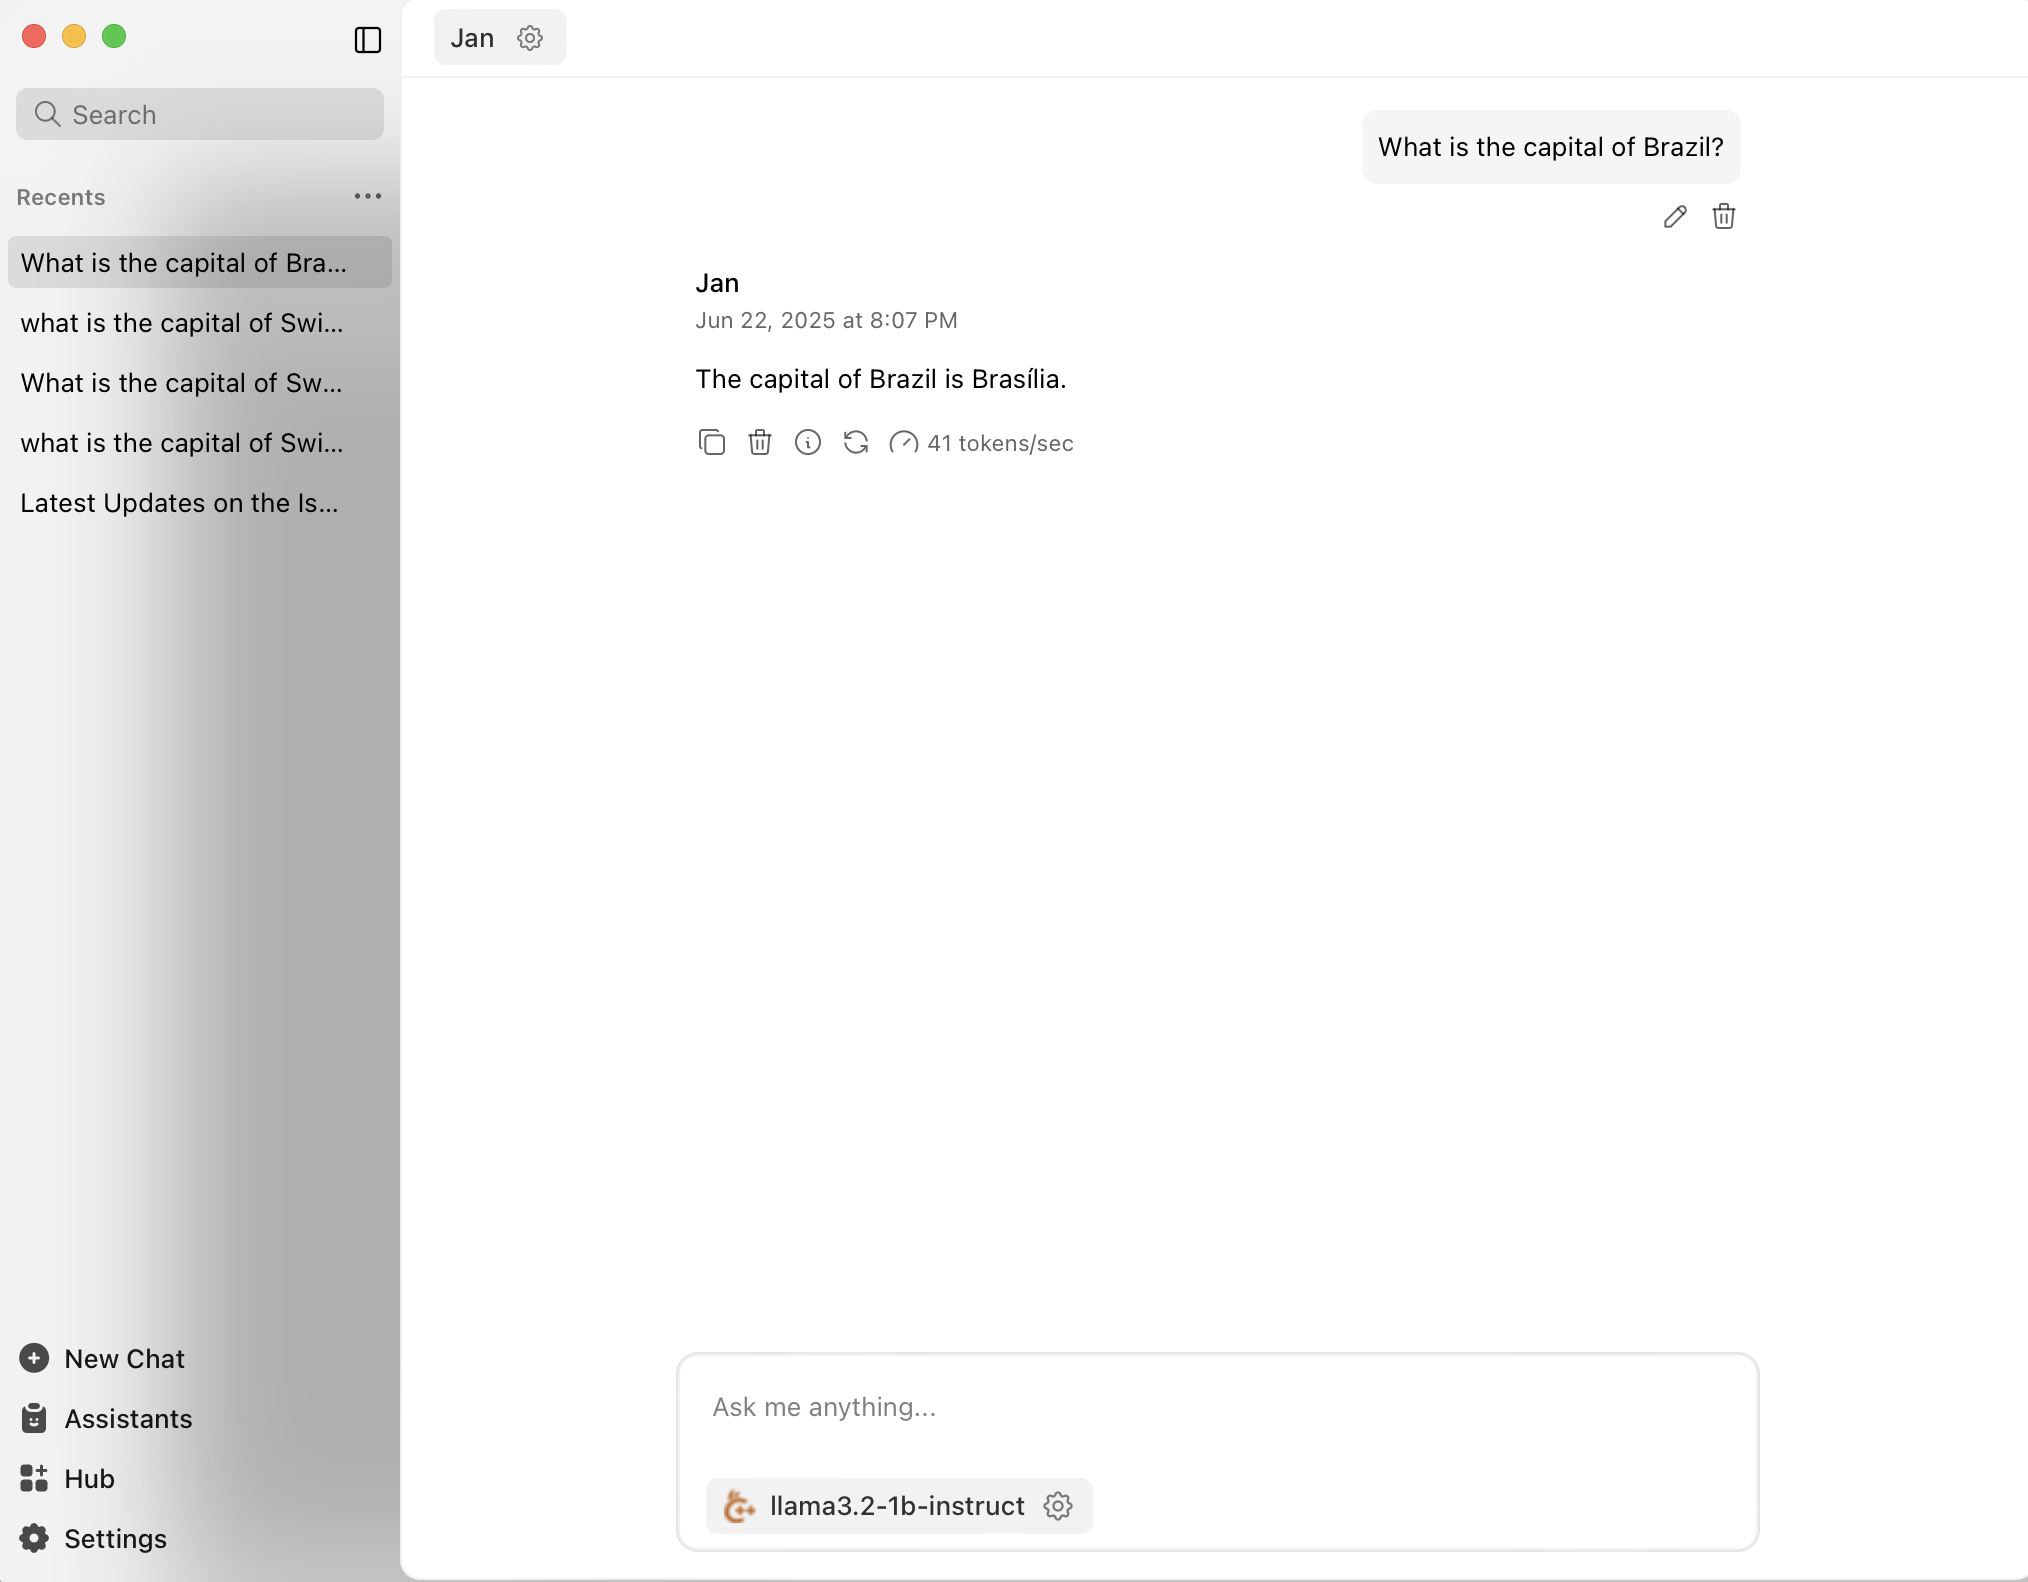 Search
Recents
What is the capital of Bra...
what is the capital of Swi...
What is the capital of Sw...
what is the capital of Swi...
Latest Updates on the Is...
New Chat
Assistants
Hub
Settings
Jan
What is the capital of Brazil?
Jan
Jun 22, 2025 at 8:07 PM
The capital of Brazil is Brasília.
41 tokens/sec
Ask me anything...
llama3.2-1b-instruct